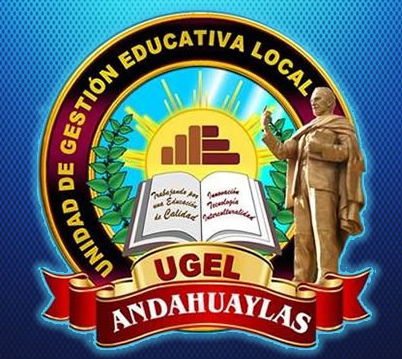 UNIDAD DE GESTIÓN EDUCATIVA LOCAL
Trabajando por
una Educación
de Calidad
Innovación
Tecnología
Interculturalidad
UGEL
ANDAHUAYLAS